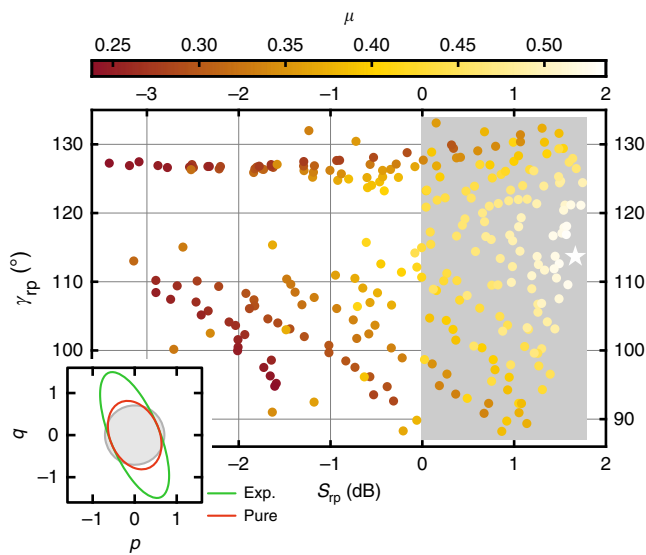 μ
0.25 0.30 0.35 0.40 0.45 0.50
−3 −2 −1 0 1 2
130 130
120 120
γrp (°)
110 110
100 100
90
−2 −1 0 1 2
Srp (dB)
1
0
−1
q
−1 0 1
p
Exp.
Pure